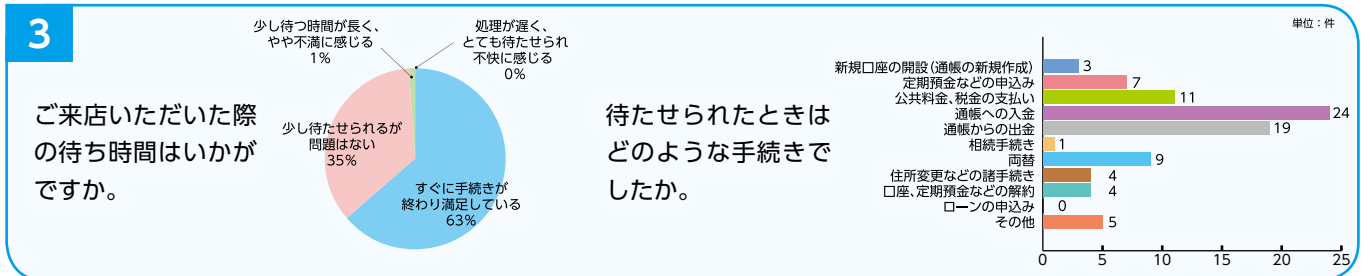 3
ご来店いただいた際
の待ち時間はいかが
ですか。
少し待つ時間が長く、
やや不満に感じる
1%
処理が遅く、
とても待たせられ
不快に感じる
0%
少し待たせられるが
問題はない
35%
すぐに手続きが
終わり満足している
63%
待たせられたときは
どのような手続きで
したか。
単位：件
新規口座の開設（通帳の新規作成） 3
定期預金などの申込み 7
公共料金、税金の支払い 11
通帳への入金 24
通帳からの出金 19
相続手続き 1
両替 9
住所変更などの諸手続き 4
口座、定期預金などの解約 4
ローンの申込み 0
その他 5
0 5 10 15 20 25